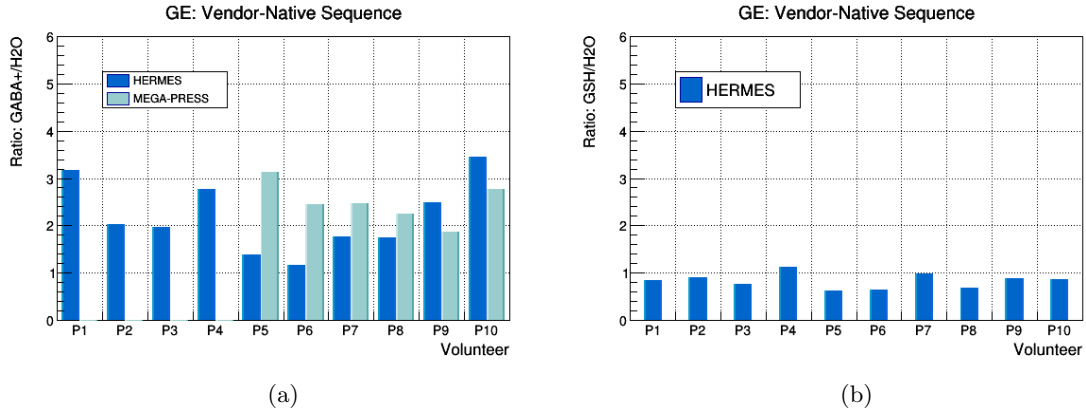 GE: Vendor-Native Sequence
Ratio: GABA+/H2O
6
5
4
3
2
1
0
HERMES
MEGA-PRESS
P1 P2 P3 P4 P5 P6 P7 P8 P9 P10
Volunteer
(a)
GE: Vendor-Native Sequence
Ratio: GSH/H2O
6
5
4
3
2
1
0
HERMES
P1 P2 P3 P4 P5 P6 P7 P8 P9 P10
Volunteer
(b)